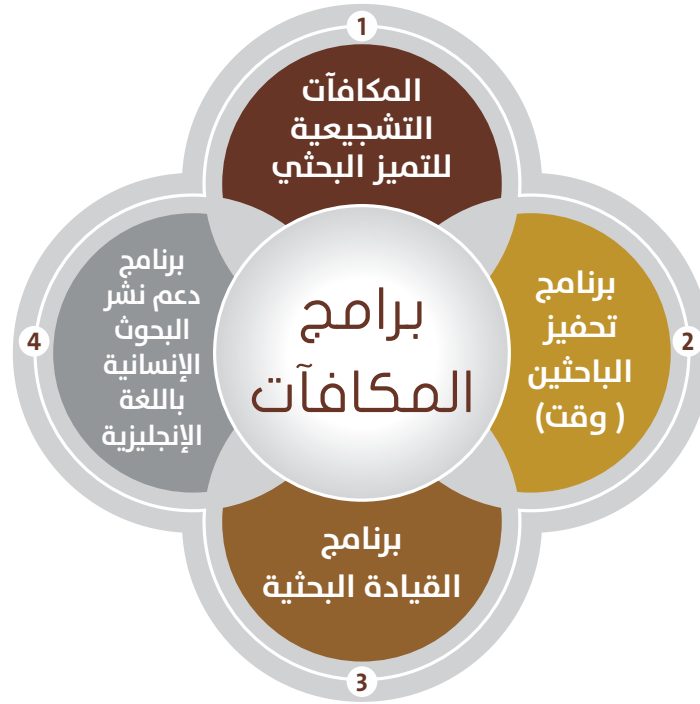 برامج
المكافآت
1
المكافآت
التشجيعية
للتميز البحثي
2
برنامج
تحفيز
الباحثين
( وقت)
3
برنامج
القيادة البحثية
4
برنامج
دعم نشر
البحوث
الإنسانية
باللغة
الإنجليزية